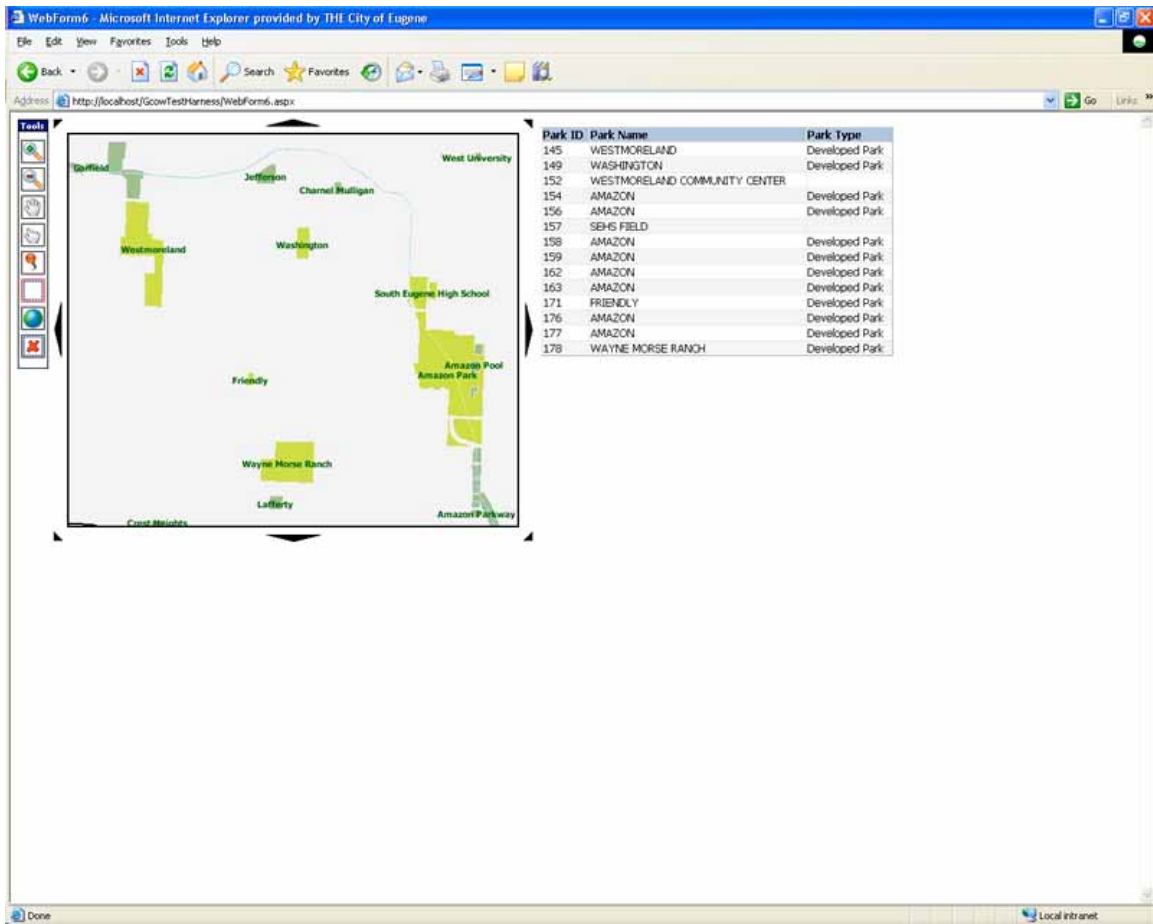 WebForm6 - Microsoft Internet Explorer provided by THE City of Eugene
File Edit View Favorites Tools Help
Back Search Favorites
Address http://localhost/GcowTestHarness/WebForm6.aspx Go Links »
Tools
Garfield
West University
Jefferson
Charnel Mulligan
Westmoreland
Washington
South Eugene High School
Amazon Pool
Amazon Park
Friendly
Wayne Morse Ranch
Lafferty
Amazon Parkway
Crest Heights
Park ID Park Name Park Type
145 WESTMORELAND Developed Park
149 WASHINGTON Developed Park
152 WESTMORELAND COMMUNITY CENTER
154 AMAZON Developed Park
156 AMAZON Developed Park
157 SEHS FIELD
158 AMAZON Developed Park
159 AMAZON Developed Park
162 AMAZON Developed Park
163 AMAZON Developed Park
171 FRIENDLY Developed Park
176 AMAZON Developed Park
177 AMAZON Developed Park
178 WAYNE MORSE RANCH Developed Park
Done Local intranet